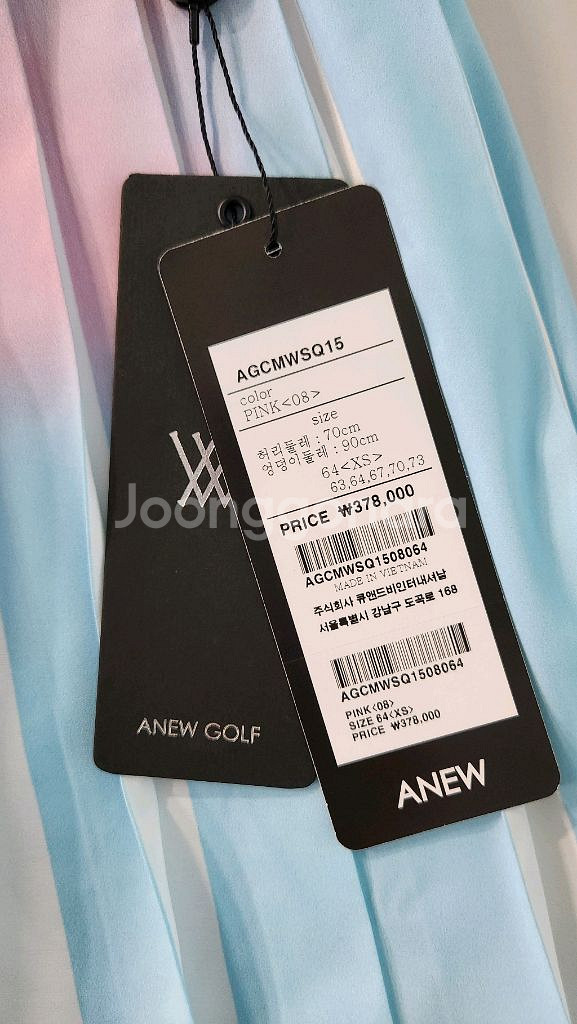 AGCMWSQ15
color
PINK<08>
size
허리둘레 : 70cm
엉덩이둘레 : 90cm
64<XS>
63,64,67,70,73
PRICE ₩378,000
AGCMWSQ1508064
MADE IN VIETNAM
주식회사 큐앤드비인터내셔날
서울특별시 강남구 도곡로 168
AGCMWSQ1508064
PINK<08>
SIZE 64<XS>
PRICE ₩378,000
ANEW
ANEW GOLF